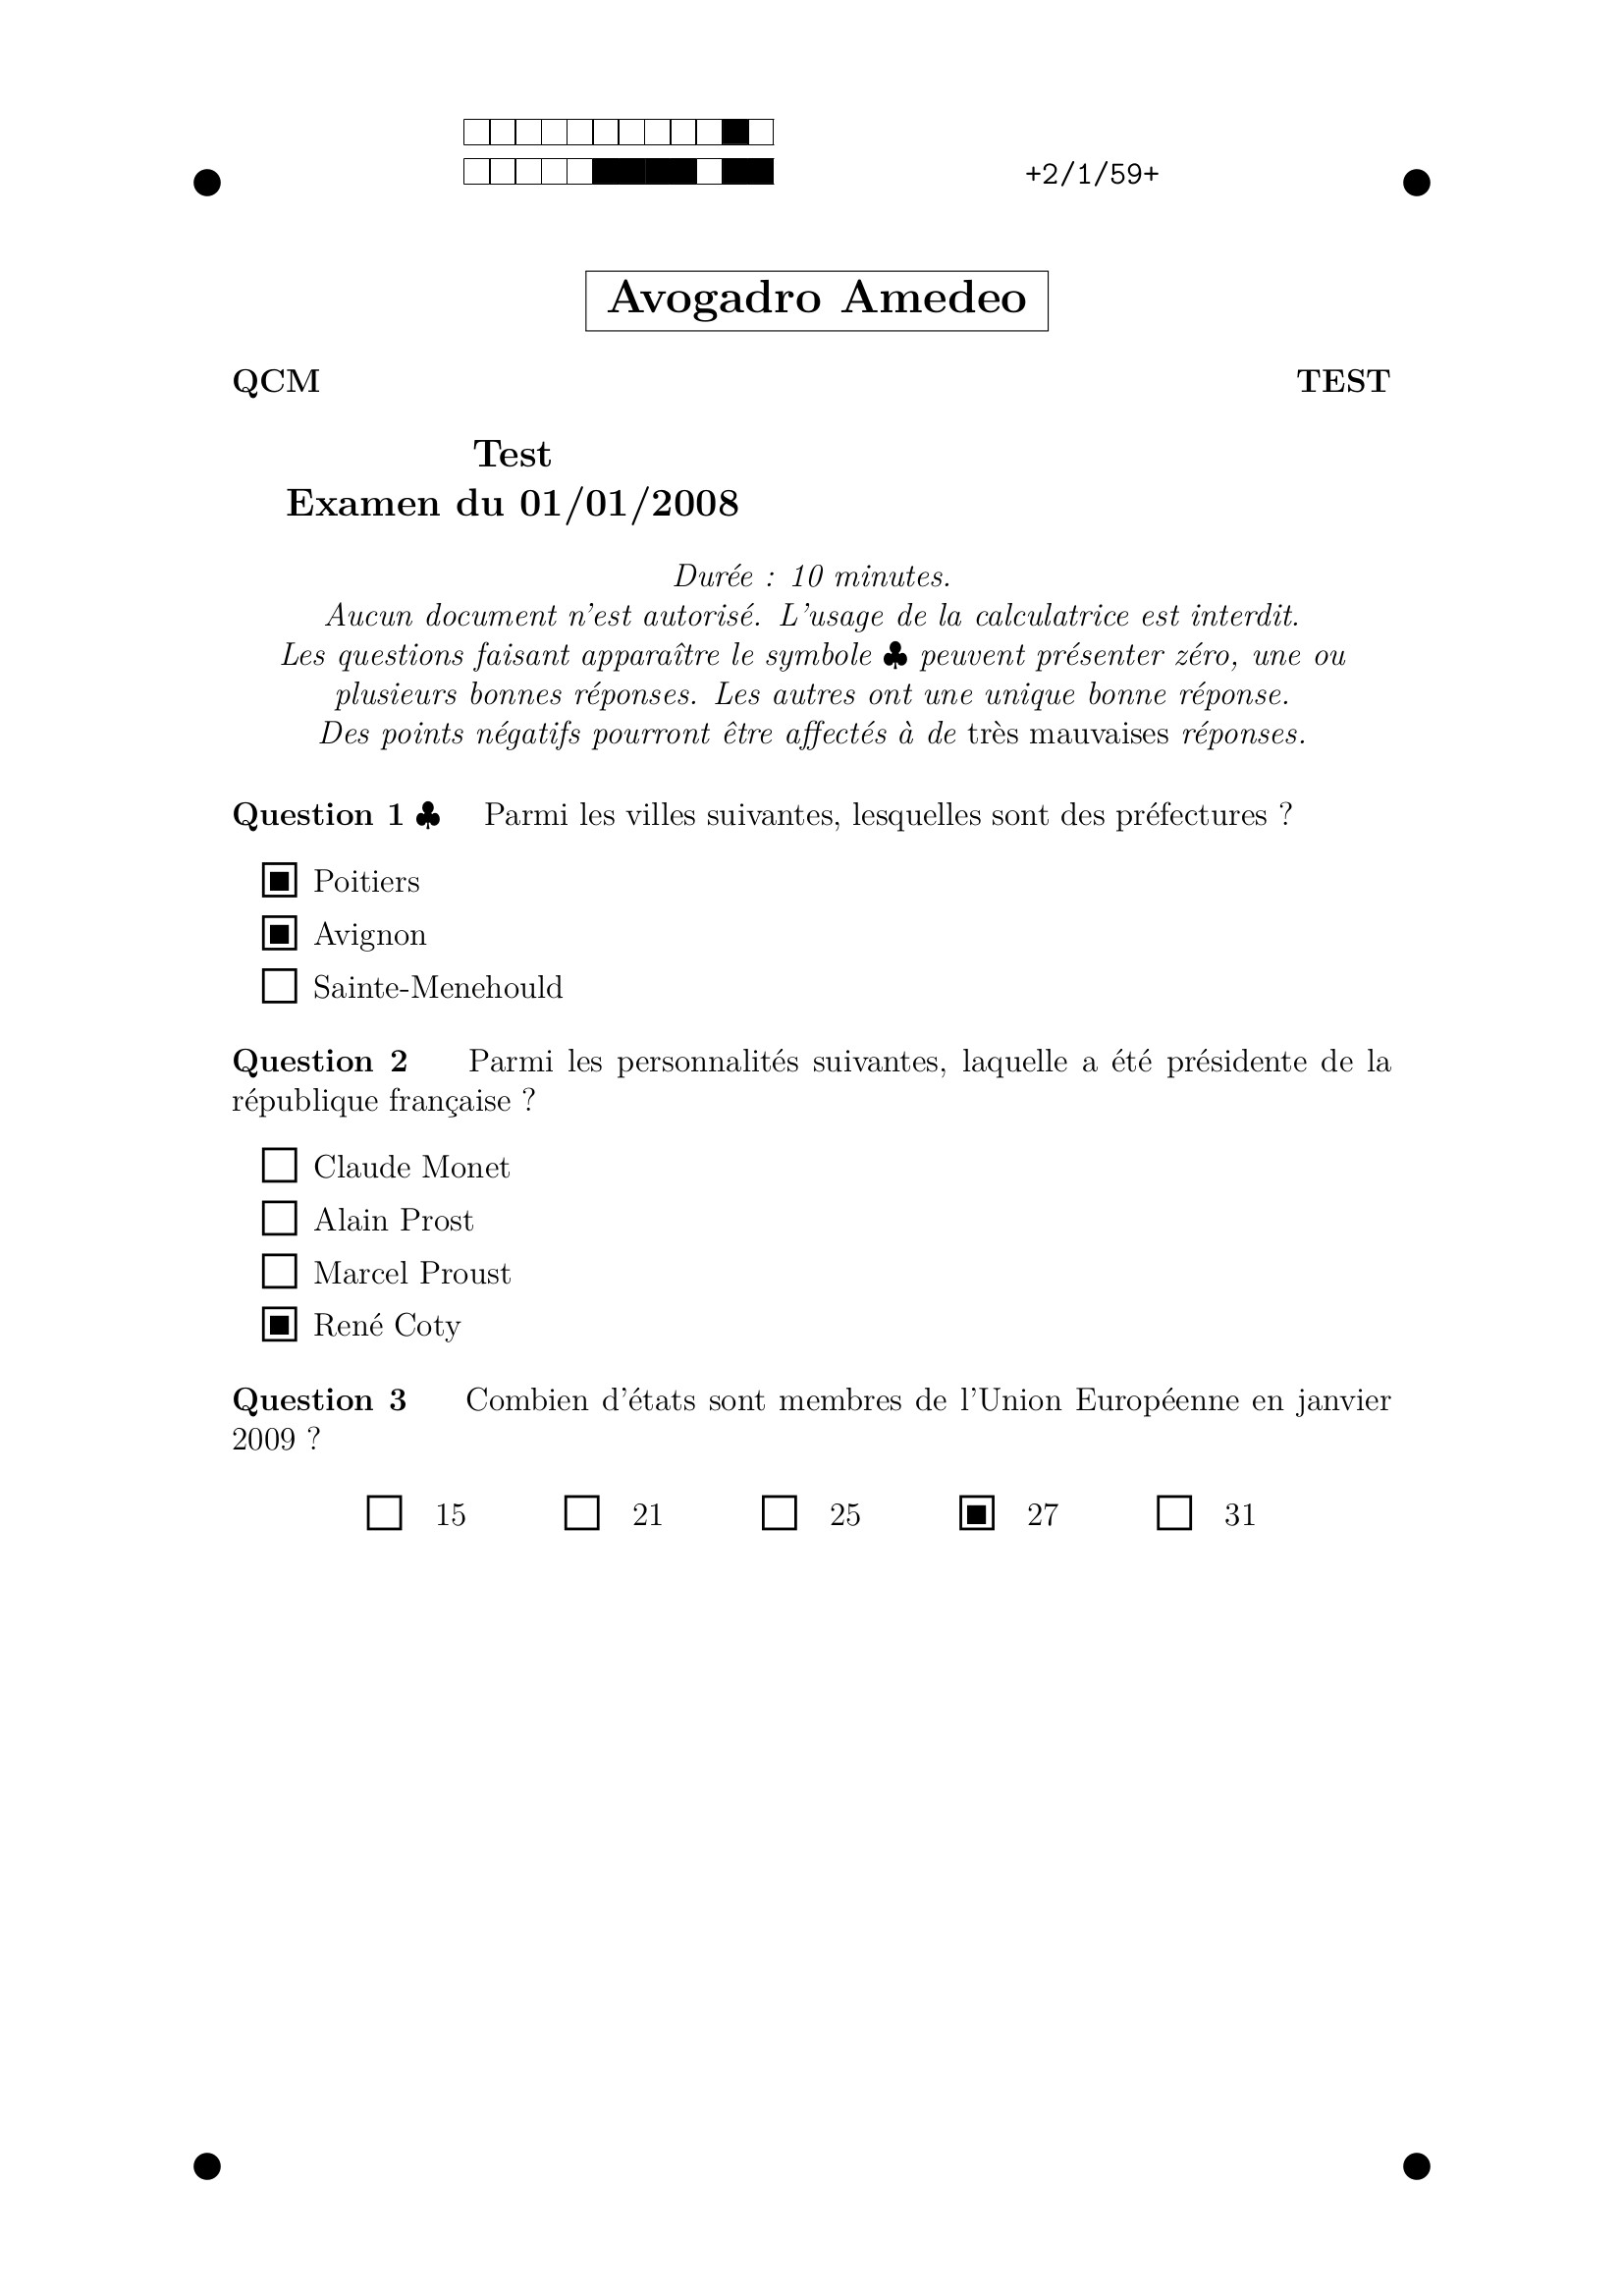 +2/1/59+
Avogadro Amedeo
QCM TEST
Test
Examen du 01/01/2008
Durée : 10 minutes.
Aucun document n'est autorisé. L'usage de la calculatrice est interdit.
Les questions faisant apparaître le symbole ♣ peuvent présenter zéro, une ou
plusieurs bonnes réponses. Les autres ont une unique bonne réponse.
Des points négatifs pourront être affectés à de très mauvaises réponses.
Question 1 ♣ Parmi les villes suivantes, lesquelles sont des préfectures ?
Poitiers
Avignon
Sainte-Menehould
Question 2 Parmi les personnalités suivantes, laquelle a été présidente de la
république française ?
Claude Monet
Alain Prost
Marcel Proust
René Coty
Question 3 Combien d'états sont membres de l'Union Européenne en janvier
2009 ?
15 21 25 27 31